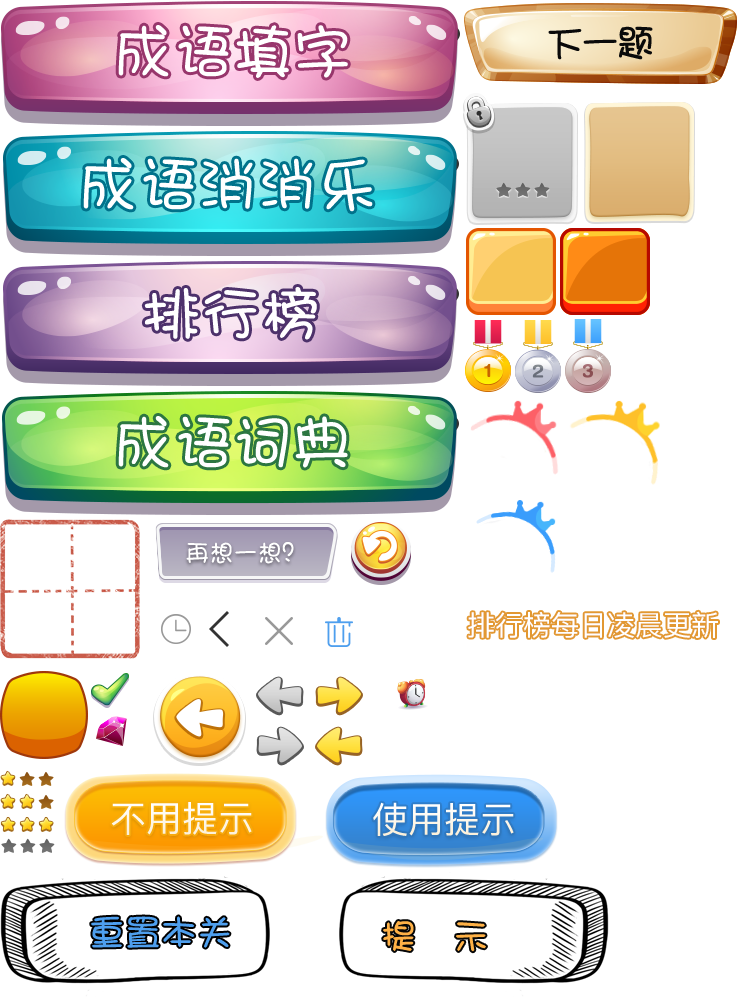 成语填字
下一题
成语消消乐
排行榜
1
2
3
成语词典
再想一想?
排行榜每日凌晨更新
不用提示
使用提示
重置本关
提 示